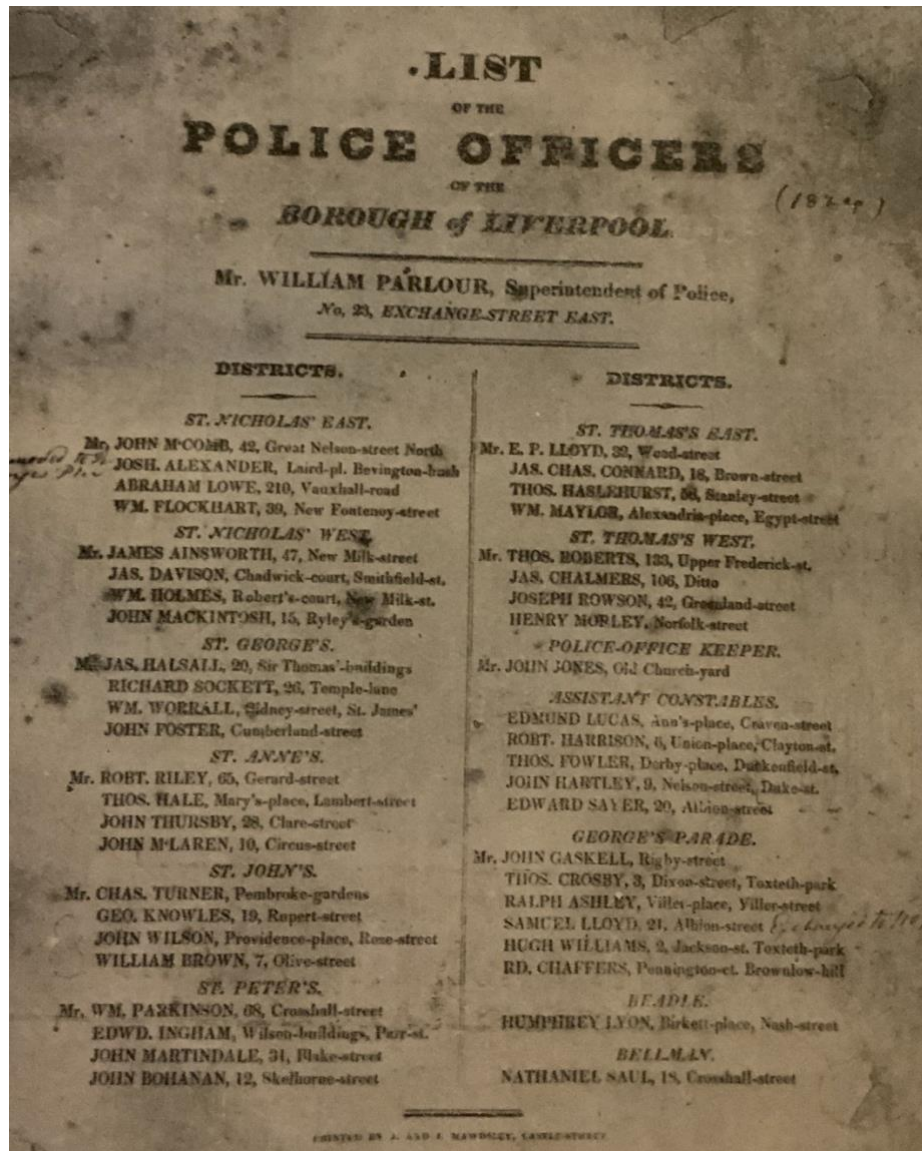 LIST
OF THE
POLICE OFFICERS
OF THE
BOROUGH of LIVERPOOL.
Mr. WILLIAM PARLOUR, Superintendent of Police,
No, 23, EXCHANGE-STREET EAST.
DISTRICTS.
ST. NICHOLAS' EAST.
Mr. JOHN M'COMB, 42, Great Nelson-street North
JOSH. ALEXANDER, Laird-pl. Bevington-bush
ABRAHAM LOWE, 210, Vauxhall-road
WM. FLOCKHART, 39, New Fontenoy-street
ST. NICHOLAS' WEST.
Mr. JAMES AINSWORTH, 47, New Milk-street
JAS. DAVISON, Chadwick-court, Smithfield-st.
WM. HOLMES, Robert's-court, New Milk-st.
JOHN MACKINTOSH, 15, Ryley's-garden
ST. GEORGE'S.
Mr. JAS. HALSALL, 20, Sir Thomas'-buildings
RICHARD SOCKETT, 26, Temple-lane
WM. WORRALL, Sidney-street, St. James'
JOHN FOSTER, Cumberland-street
ST. ANNE'S.
Mr. ROBT. RILEY, 65, Gerard-street
THOS. HALE, Mary's-place, Lambert-street
JOHN THURSBY, 28, Clare-street
JOHN M'LAREN, 10, Circus-street
ST. JOHN'S.
Mr. CHAS. TURNER, Pembroke-gardens
GEO. KNOWLES, 19, Rupert-street
JOHN WILSON, Providence-place, Rose-street
WILLIAM BROWN, 7, Olive-street
ST. PETER'S.
Mr. WM. PARKINSON, 68, Crosshall-street
EDWD. INGHAM, Wilson-buildings, Parr-st.
JOHN MARTINDALE, 31, Blake-street
JOHN BOHANAN, 12, Skelhorne-street
DISTRICTS.
ST. THOMAS'S EAST.
Mr. E. P. LLOYD, 32, Wood-street
JAS. CHAS. CONNARD, 18, Brown-street
THOS. HASLEHURST, Stanley-street
WM. MAYLOR, Alexandria-place, Egypt-street
ST. THOMAS'S WEST.
Mr. THOS. ROBERTS, 133, Upper Frederick-st.
JAS. CHALMERS, 106, Ditto
JOSEPH ROWSON, 42, Greenland-street
HENRY MORLEY, Norfolk-street
POLICE-OFFICE KEEPER.
Mr. JOHN JONES, Old Church-yard
ASSISTANT CONSTABLES.
EDMUND LUCAS, Ann's-place, Craven-street
ROBT. HARRISON, 6, Union-place, Clayton-st.
THOS. FOWLER, Derby-place, Duckenfield-st.
JOHN HARTLEY, 9, Nelson-street, Duke-st.
EDWARD SAYER, 20, Albion-street
GEORGE'S PARADE.
Mr. JOHN GASKELL, Rigby-street
THOS. CROSBY, 3, Dixon-street, Toxteth-park
RALPH ASHLEY, Viller-place, Viller-street
SAMUEL LLOYD, 21, Albion-street
HUGH WILLIAMS, 2, Jackson-st. Toxteth-park
RD. CHAFFERS, Pennington-ct. Brownlow-hill
BEADLE.
HUMPHREY LYON, Birkett-place, Nash-street
BELLMAN.
NATHANIEL SAUL, 18, Crosshall-street
PRINTED BY J. AND J. MAWDSLEY, CASTLE-STREET